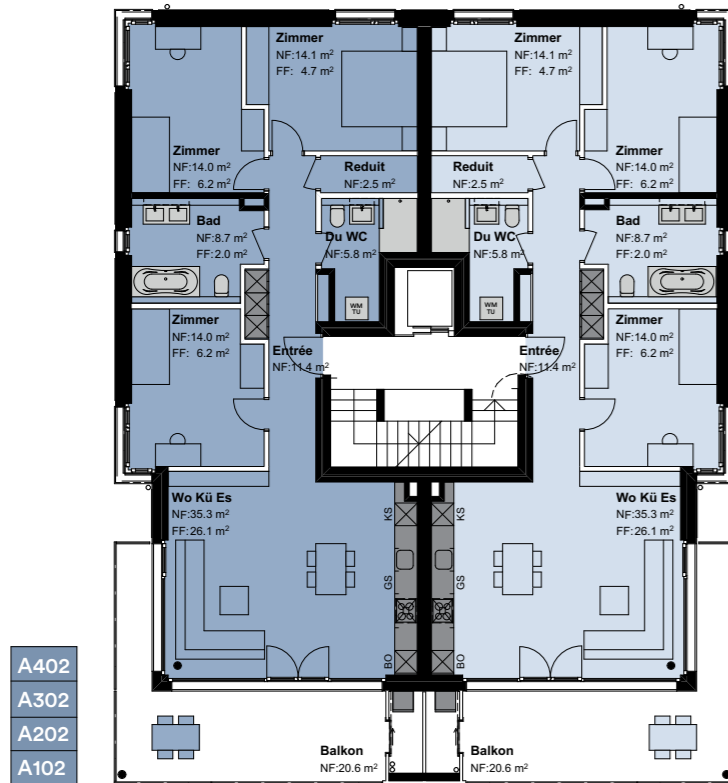 Zimmer
NF:14.1 m²
FF: 4.7 m²
Zimmer
NF:14.1 m²
FF: 4.7 m²
Zimmer
NF:14.0 m²
FF: 6.2 m²
Reduit
NF:2.5 m²
Reduit
NF:2.5 m²
Zimmer
NF:14.0 m²
FF: 6.2 m²
Bad
NF:8.7 m²
FF:2.0 m²
Du WC
NF:5.8 m²
Du WC
NF:5.8 m²
Bad
NF:8.7 m²
FF:2.0 m²
WM
TU
WM
TU
Zimmer
NF:14.0 m²
FF: 6.2 m²
Entrée
NF:11.4 m²
Entrée
NF:11.4 m²
Zimmer
NF:14.0 m²
FF: 6.2 m²
Wo Kü Es
NF:35.3 m²
FF:26.1 m²
KS
GS
BO
KS
GS
BO
Wo Kü Es
NF:35.3 m²
FF:26.1 m²
A402
A302
A202
A102
Balkon
NF:20.6 m²
Balkon
NF:20.6 m²